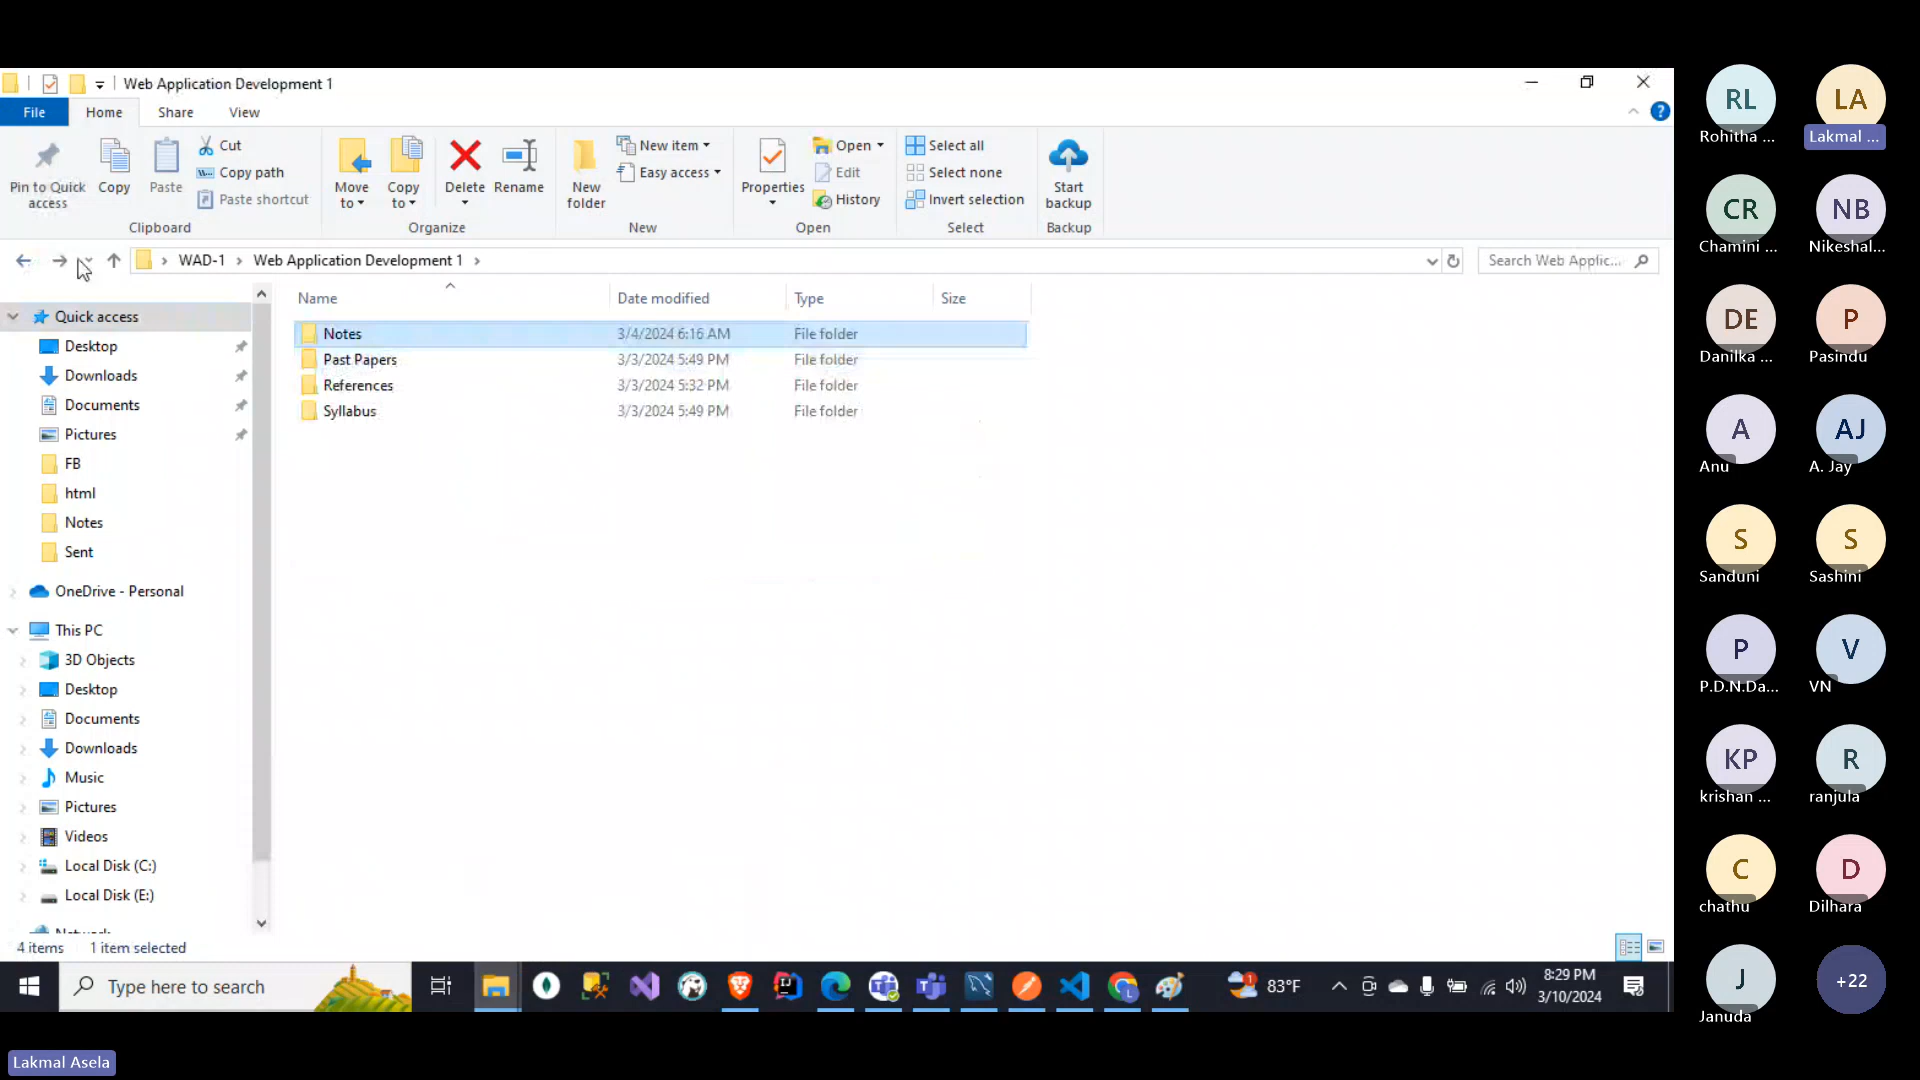 Web Application Development 1
File Home Share View
Pin to Quick access
Copy
Paste
Cut
Copy path
Paste shortcut
Clipboard
Move to
Copy to
Delete
Rename
Organize
New folder
New item
Easy access
New
Properties
Open
Edit
History
Open
Select all
Select none
Invert selection
Select
Start backup
Backup
WAD-1 > Web Application Development 1 >
Search Web Applic...
Quick access
Desktop
Downloads
Documents
Pictures
FB
html
Notes
Sent
OneDrive - Personal
This PC
3D Objects
Desktop
Documents
Downloads
Music
Pictures
Videos
Local Disk (C:)
Local Disk (E:)
Network
Name Date modified Type Size
Notes 3/4/2024 6:16 AM File folder
Past Papers 3/3/2024 5:49 PM File folder
References 3/3/2024 5:32 PM File folder
Syllabus 3/3/2024 5:49 PM File folder
4 items 1 item selected
Type here to search
83°F
8:29 PM
3/10/2024
Lakmal Asela
RL LA
Rohitha ... Lakmal ...
CR NB
Chamini ... Nikeshal...
DE P
Danilka ... Pasindu
A AJ
Anu A. Jay
S S
Sanduni Sashini
P V
P.D.N.Da... VN
KP R
krishan ... ranjula
C D
chathu Dilhara
J +22
Januda